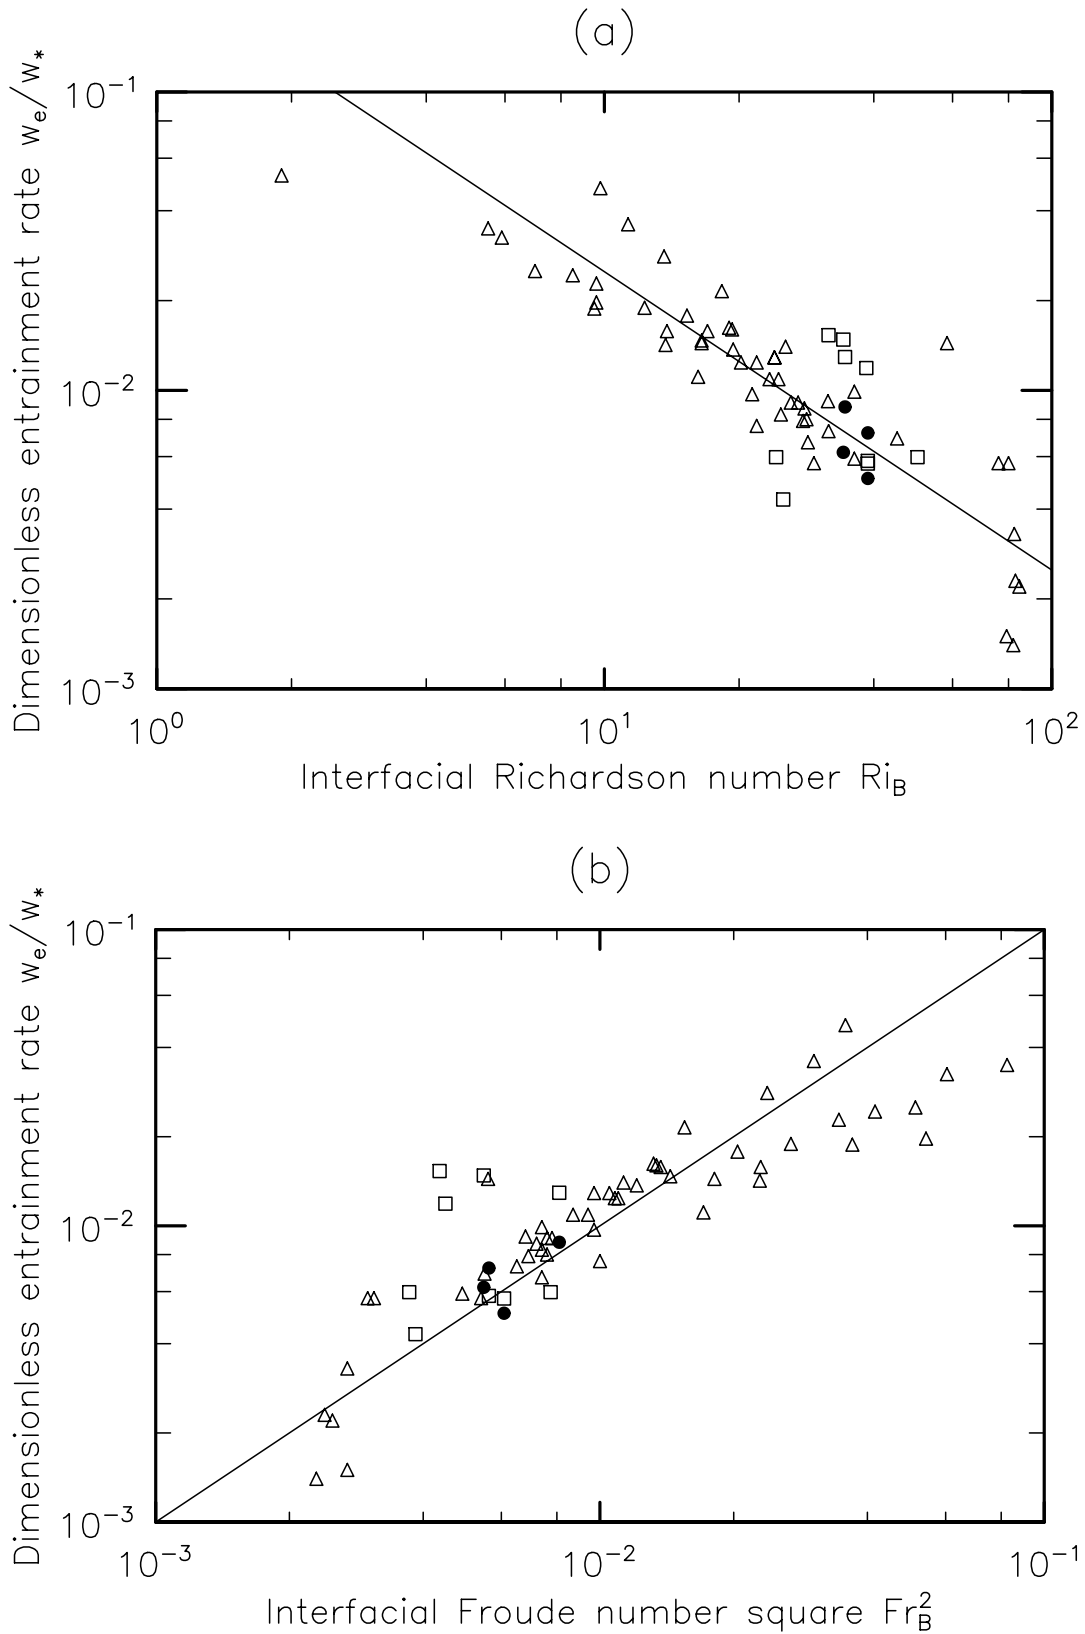 (a)
Dimensionless entrainment rate w_e/w_*
10^-1
10^-2
10^-3
10^0 10^1 10^2
Interfacial Richardson number Ri_B
(b)
Dimensionless entrainment rate w_e/w_*
10^-1
10^-2
10^-3
10^-3 10^-2 10^-1
Interfacial Froude number square Fr_B^2